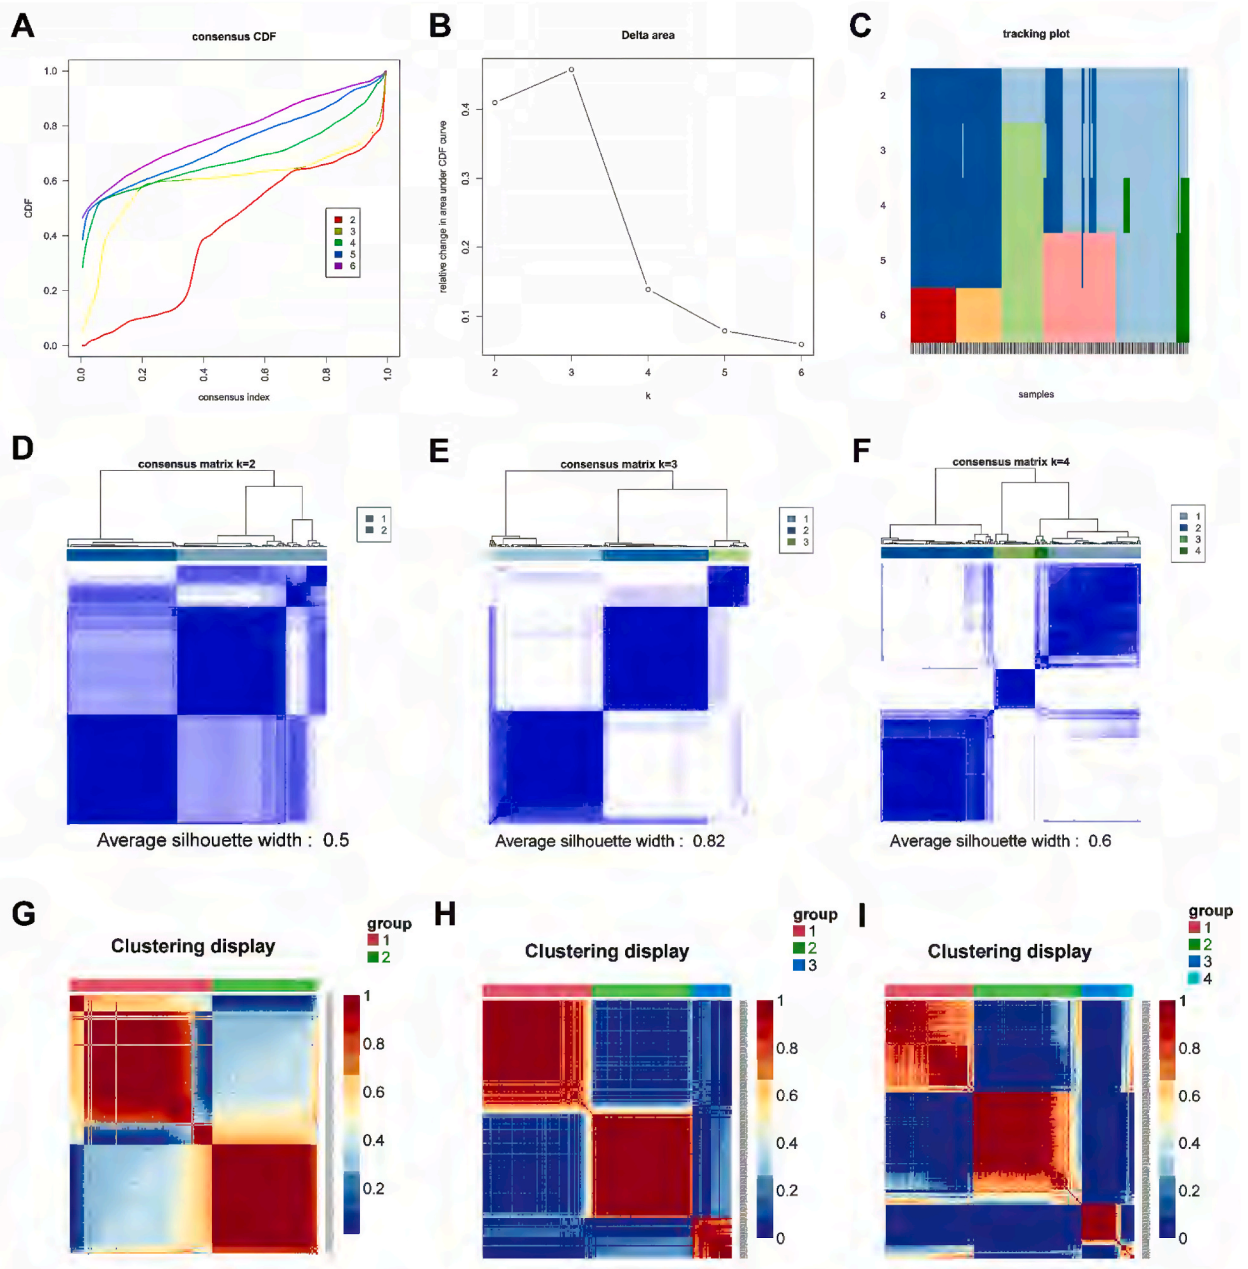 A
consensus CDF
CDF
1.0
0.8
0.6
0.4
0.2
0.0
2
3
4
5
6
0.0
0.2
0.4
0.6
0.8
1.0
consensus index
B
Delta area
relative change in area under CDF curve
0.4
0.3
0.2
0.1
2
3
4
5
6
k
C
tracking plot
2
3
4
5
6
samples
D
consensus matrix k=2
1
2
Average silhouette width : 0.5
E
consensus matrix k=3
1
2
3
Average silhouette width : 0.82
F
consensus matrix k=4
1
2
3
4
Average silhouette width : 0.6
G
Clustering display
group
1
2
1
0.8
0.6
0.4
0.2
H
Clustering display
group
1
2
3
1
0.8
0.6
0.4
0.2
0
I
Clustering display
group
1
2
3
4
1
0.8
0.6
0.4
0.2
0